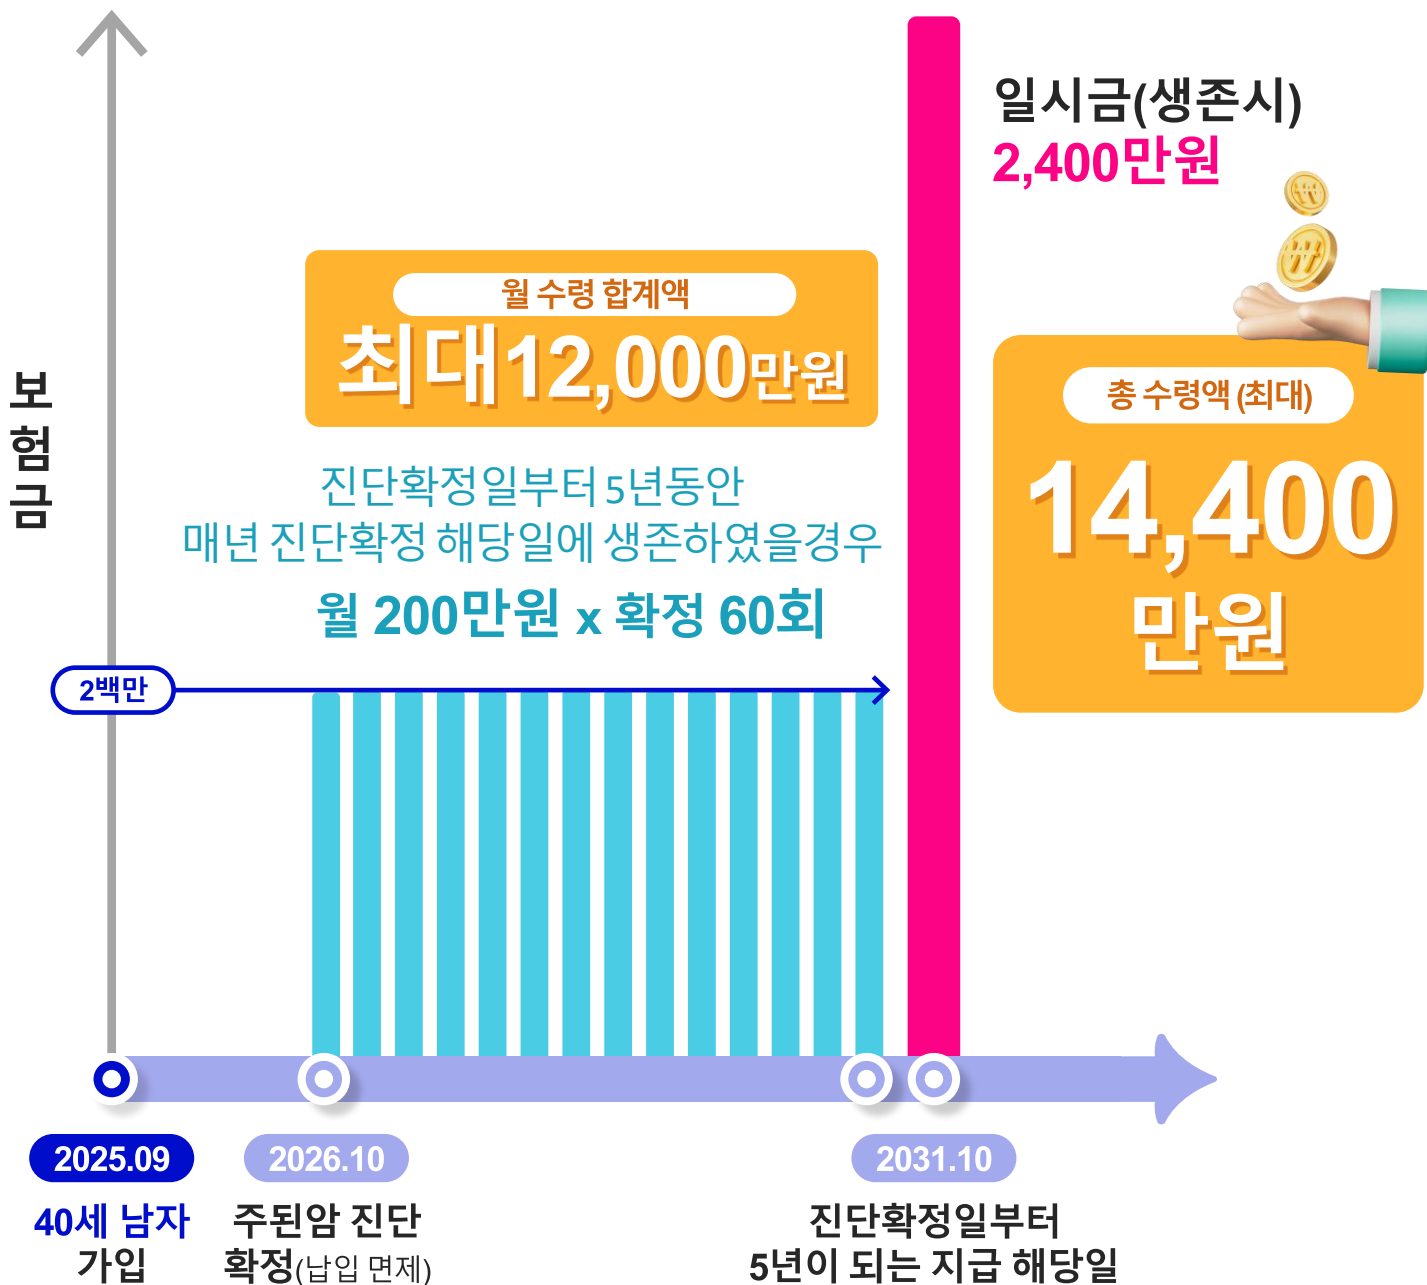 일시금(생존시)
2,400만원
월 수령 합계액
최대12,000만원
총 수령액 (최대)
14,400
만원
보
험
금
진단확정일부터 5년동안
매년 진단확정 해당일에 생존하였을경우
월 200만원 x 확정 60회
2백만
2025.09
40세 남자
가입
2026.10
주된암 진단
확정(납입 면제)
2031.10
진단확정일부터
5년이 되는 지급 해당일